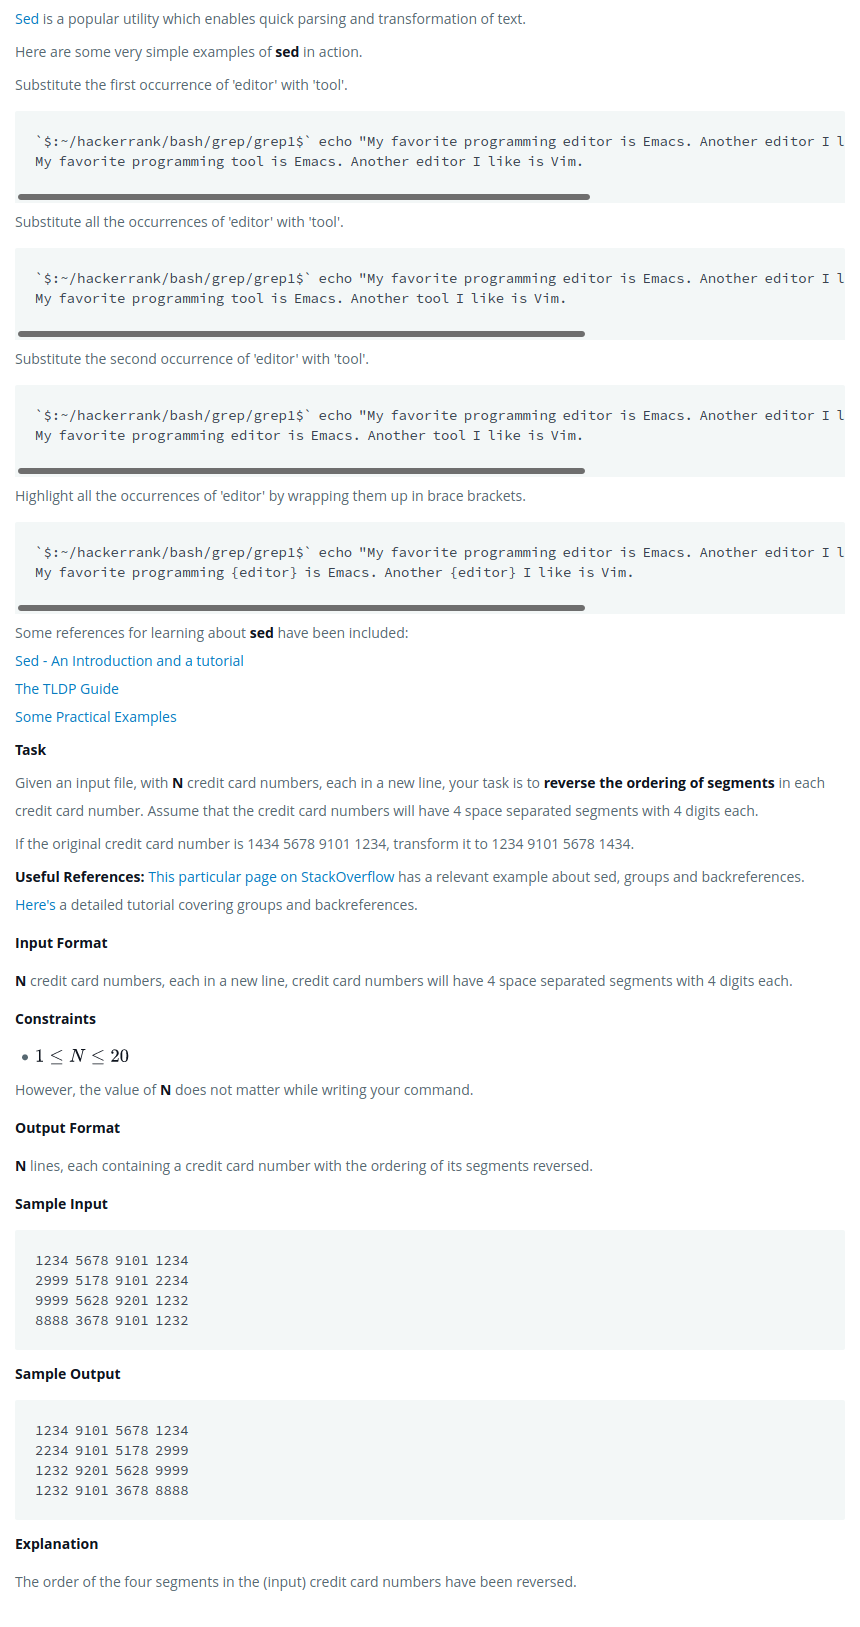 Sed is a popular utility which enables quick parsing and transformation of text.
Here are some very simple examples of sed in action.
Substitute the first occurrence of 'editor' with 'tool'.
`$:~/hackerrank/bash/grep/grep1$` echo "My favorite programming editor is Emacs. Another editor I l
My favorite programming tool is Emacs. Another editor I like is Vim.
Substitute all the occurrences of 'editor' with 'tool'.
`$:~/hackerrank/bash/grep/grep1$` echo "My favorite programming editor is Emacs. Another editor I l
My favorite programming tool is Emacs. Another tool I like is Vim.
Substitute the second occurrence of 'editor' with 'tool'.
`$:~/hackerrank/bash/grep/grep1$` echo "My favorite programming editor is Emacs. Another editor I l
My favorite programming editor is Emacs. Another tool I like is Vim.
Highlight all the occurrences of 'editor' by wrapping them up in brace brackets.
`$:~/hackerrank/bash/grep/grep1$` echo "My favorite programming editor is Emacs. Another editor I l
My favorite programming {editor} is Emacs. Another {editor} I like is Vim.
Some references for learning about sed have been included:
Sed - An Introduction and a tutorial
The TLDP Guide
Some Practical Examples
Task
Given an input file, with N credit card numbers, each in a new line, your task is to reverse the ordering of segments in each
credit card number. Assume that the credit card numbers will have 4 space separated segments with 4 digits each.
If the original credit card number is 1434 5678 9101 1234, transform it to 1234 9101 5678 1434.
Useful References: This particular page on StackOverflow has a relevant example about sed, groups and backreferences.
Here's a detailed tutorial covering groups and backreferences.
Input Format
N credit card numbers, each in a new line, credit card numbers will have 4 space separated segments with 4 digits each.
Constraints
• 1 ≤ N ≤ 20
However, the value of N does not matter while writing your command.
Output Format
N lines, each containing a credit card number with the ordering of its segments reversed.
Sample Input
1234 5678 9101 1234
2999 5178 9101 2234
9999 5628 9201 1232
8888 3678 9101 1232
Sample Output
1234 9101 5678 1234
2234 9101 5178 2999
1232 9201 5628 9999
1232 9101 3678 8888
Explanation
The order of the four segments in the (input) credit card numbers have been reversed.